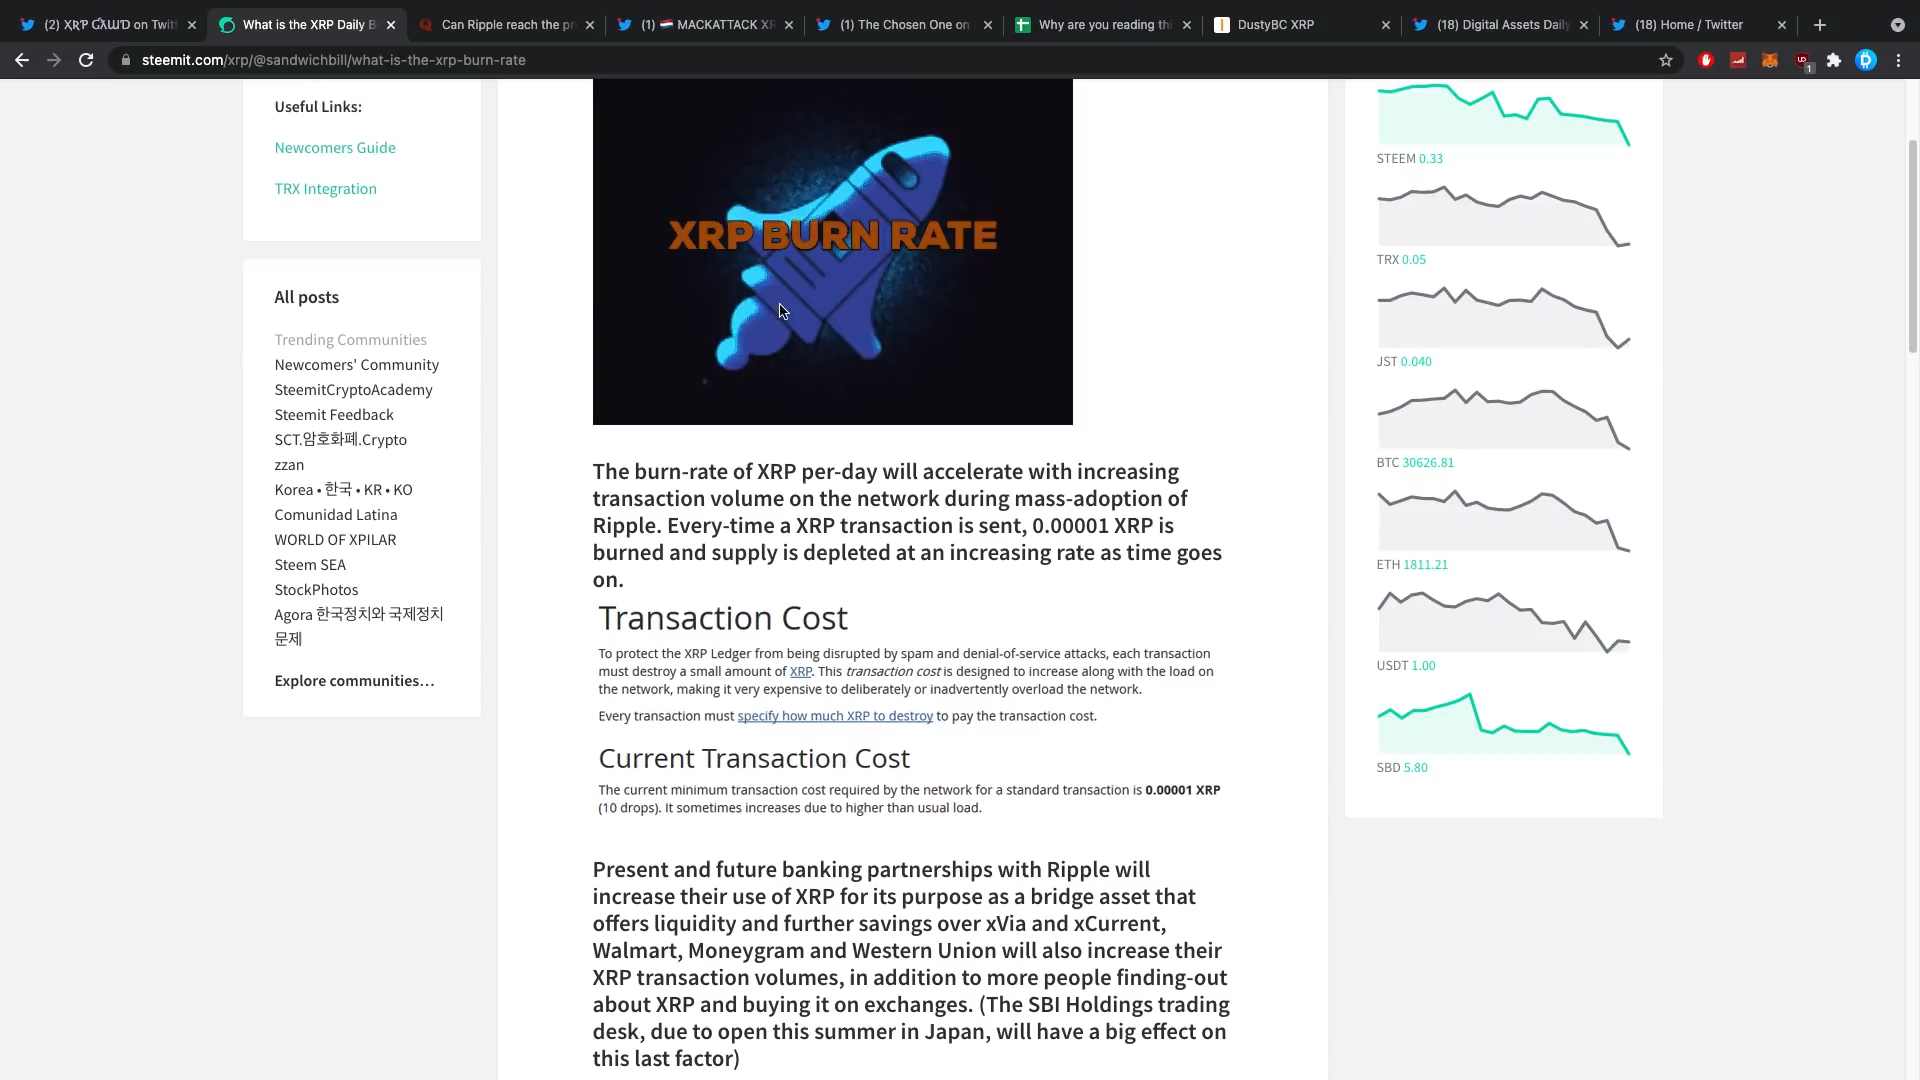 (2) XRP GΛUD on Twitt
What is the XRP Daily B
Can Ripple reach the pr
(1) 🇳🇱 MACKATTACK XR
(1) The Chosen One on
Why are you reading thi
DustyBC XRP
(18) Digital Assets Daily
(18) Home / Twitter
steemit.com/xrp/@sandwichbill/what-is-the-xrp-burn-rate
1
Useful Links:
Newcomers Guide
TRX Integration
All posts
Trending Communities
Newcomers' Community
SteemitCryptoAcademy
Steemit Feedback
SCT.암호화폐.Crypto
zzan
Korea • 한국 • KR • KO
Comunidad Latina
WORLD OF XPILAR
Steem SEA
StockPhotos
Agora 한국정치와 국제정치
문제
Explore communities…
XRP BURN RATE
The burn-rate of XRP per-day will accelerate with increasing
transaction volume on the network during mass-adoption of
Ripple. Every-time a XRP transaction is sent, 0.00001 XRP is
burned and supply is depleted at an increasing rate as time goes
on.
Transaction Cost
To protect the XRP Ledger from being disrupted by spam and denial-of-service attacks, each transaction
must destroy a small amount of XRP. This transaction cost is designed to increase along with the load on
the network, making it very expensive to deliberately or inadvertently overload the network.
Every transaction must specify how much XRP to destroy to pay the transaction cost.
Current Transaction Cost
The current minimum transaction cost required by the network for a standard transaction is 0.00001 XRP
(10 drops). It sometimes increases due to higher than usual load.
Present and future banking partnerships with Ripple will
increase their use of XRP for its purpose as a bridge asset that
offers liquidity and further savings over xVia and xCurrent,
Walmart, Moneygram and Western Union will also increase their
XRP transaction volumes, in addition to more people finding-out
about XRP and buying it on exchanges. (The SBI Holdings trading
desk, due to open this summer in Japan, will have a big effect on
this last factor)
STEEM 0.33
TRX 0.05
JST 0.040
BTC 30626.81
ETH 1811.21
USDT 1.00
SBD 5.80